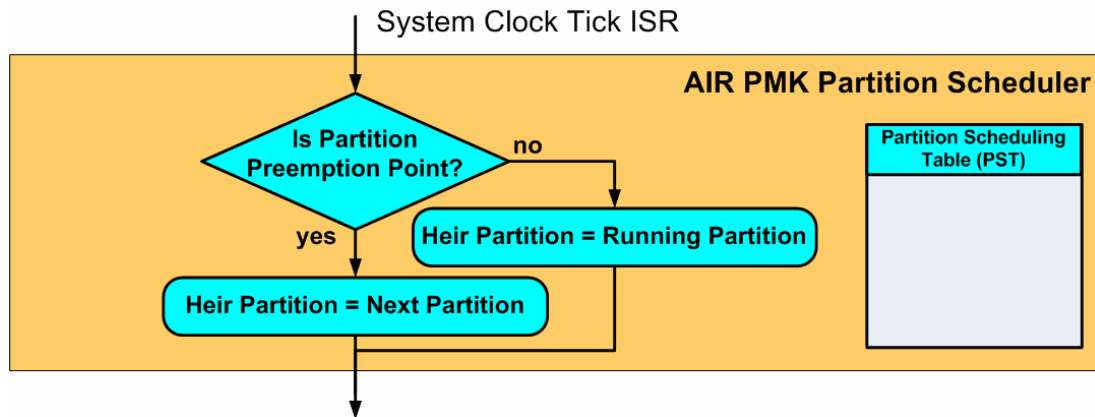 System Clock Tick ISR
AIR PMK Partition Scheduler
Is Partition
Preemption Point?
no
Partition Scheduling
Table (PST)
yes
Heir Partition = Running Partition
Heir Partition = Next Partition